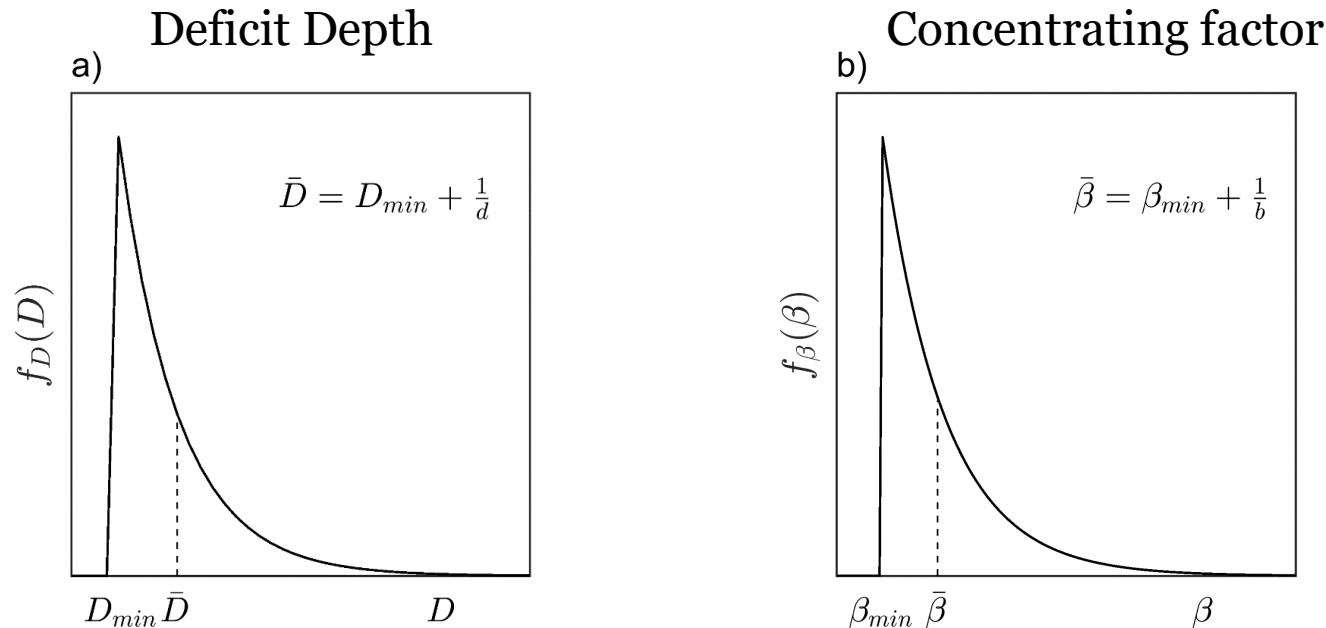 Deficit Depth
a)
D̄ = D_min + 1/d
f_D(D)
D_min D̄ D
Concentrating factor
b)
β̄ = β_min + 1/b
f_β(β)
β_min β̄ β